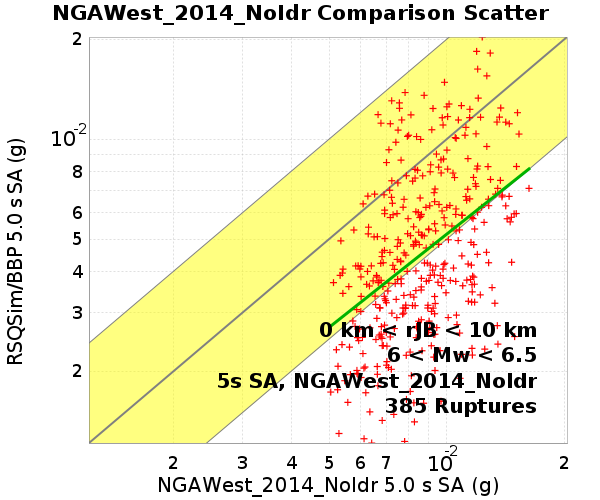 NGAWest_2014_NoIdr Comparison Scatter
2
10-2
8
6
5
4
3
2
RSQSim/BBP 5.0 s SA (g)
0 km < rJB < 10 km
6 < Mw < 6.5
5s SA, NGAWest_2014_NoIdr
385 Ruptures
2 3 4 5 6 7 10-2 2
NGAWest_2014_NoIdr 5.0 s SA (g)